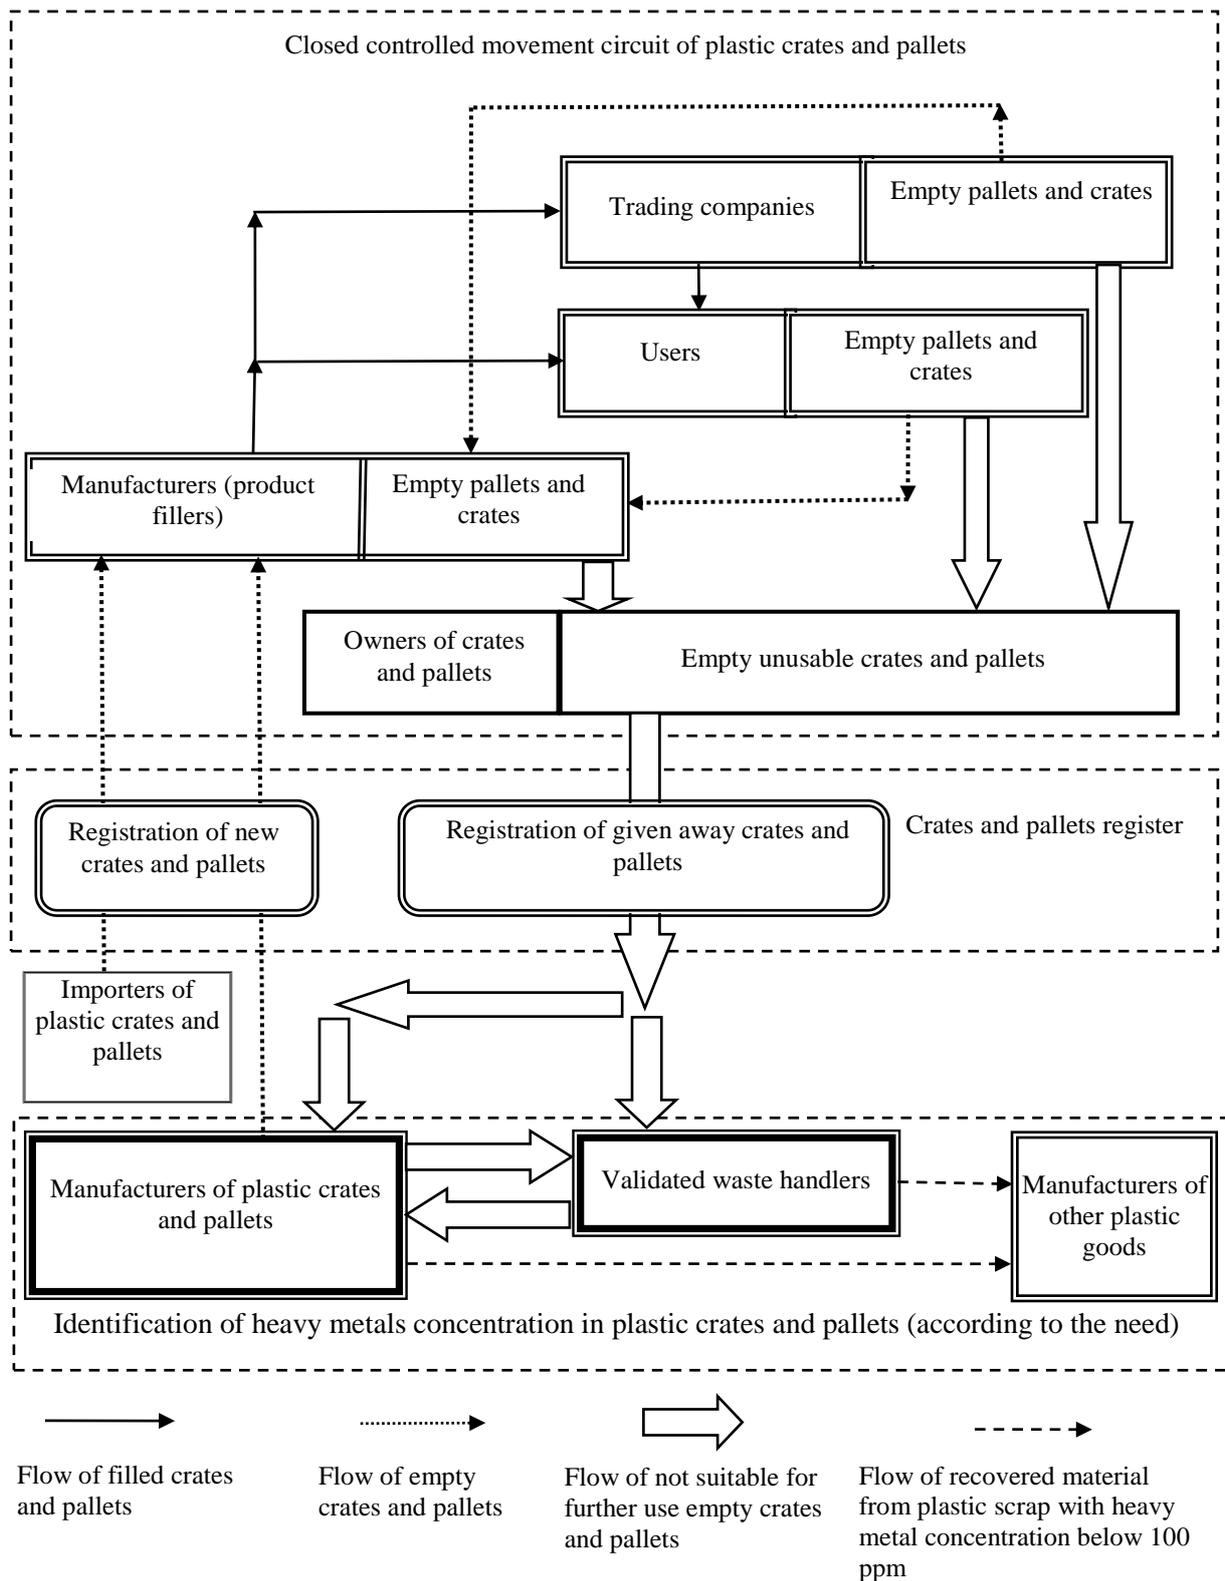 Closed controlled movement circuit of plastic crates and pallets
Trading companies
Empty pallets and crates
Users
Empty pallets and
crates
Manufacturers (product
fillers)
Empty pallets and
crates
Owners of crates
and pallets
Empty unusable crates and pallets
Registration of new
crates and pallets
Registration of given away crates and
pallets
Crates and pallets register
Importers of
plastic crates and
pallets
Manufacturers of plastic crates
and pallets
Validated waste handlers
Manufacturers of
other plastic
goods
Identification of heavy metals concentration in plastic crates and pallets (according to the need)
Flow of filled crates
and pallets
Flow of empty
crates and pallets
Flow of not suitable for
further use empty crates
and pallets
Flow of recovered material
from plastic scrap with heavy
metal concentration below 100
ppm